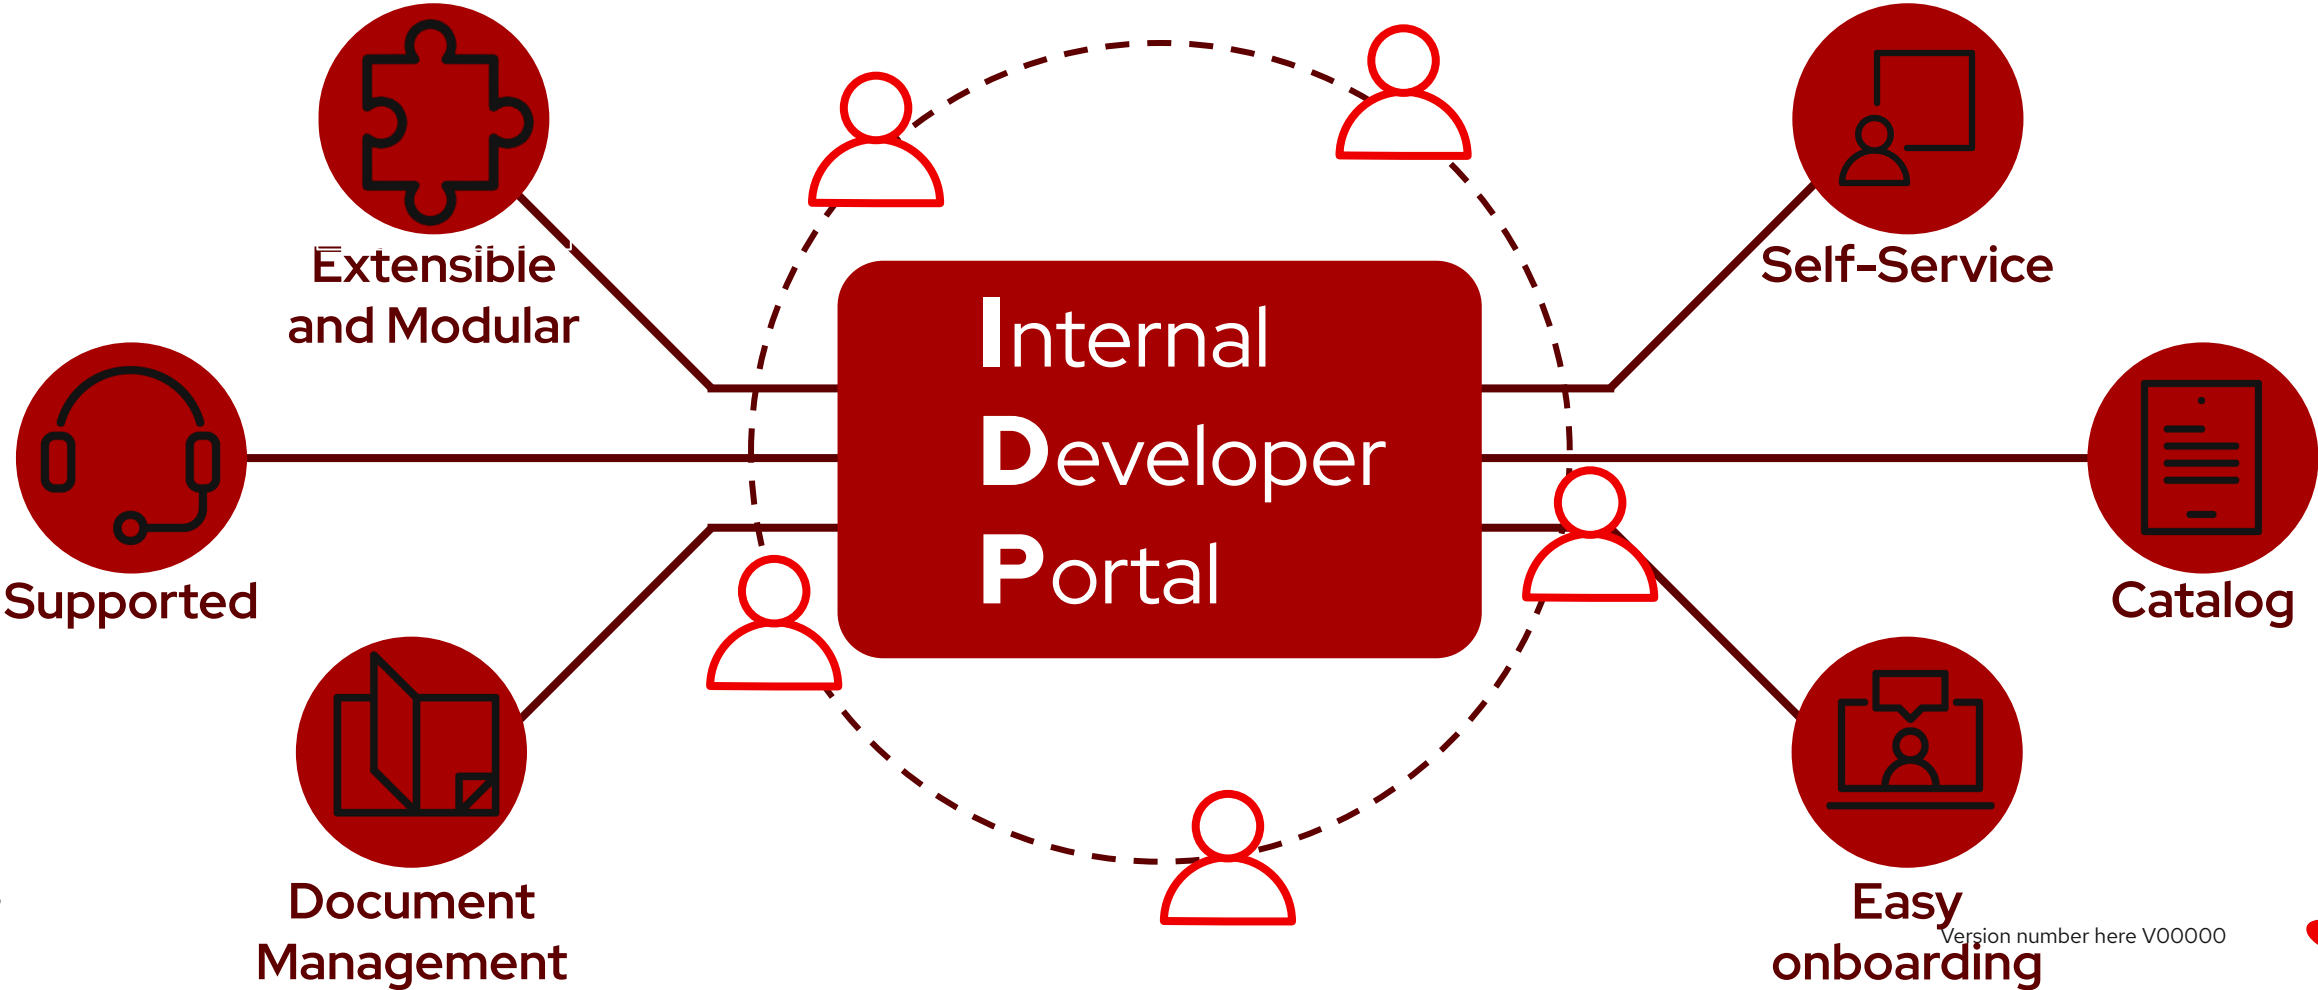 Extensible
and Modular
Supported
Document
Management
Internal
Developer
Portal
Self-Service
Catalog
Easy
onboarding
Version number here V00000